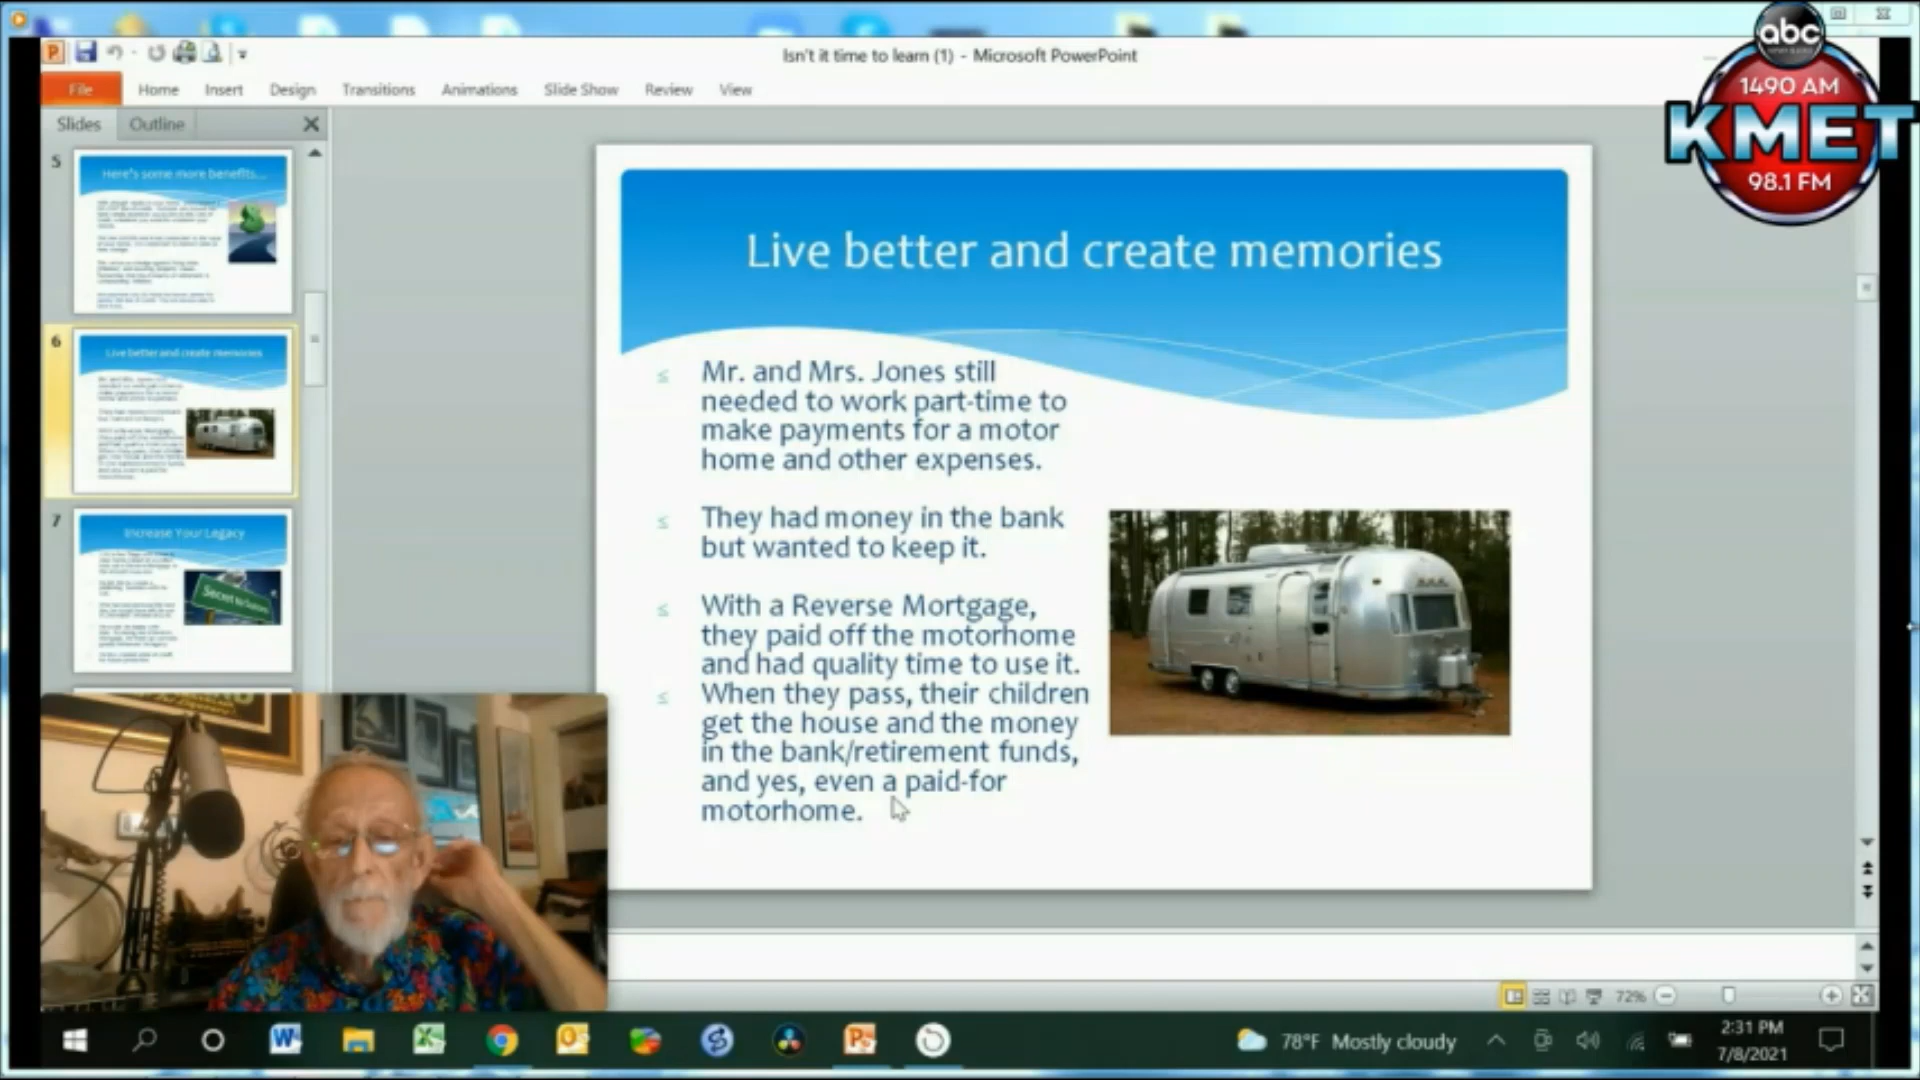 Isn't it time to learn (1) - Microsoft PowerPoint
abc
1490 AM
KMET
98.1 FM
File Home Insert Design Transitions Animations Slide Show Review View
Slides Outline
5
Here's some more benefits...
6
Live better and create memories
7
Increase Your Legacy
Secret to
Live better and create memories
≤ Mr. and Mrs. Jones still
needed to work part-time to
make payments for a motor
home and other expenses.
≤ They had money in the bank
but wanted to keep it.
≤ With a Reverse Mortgage,
they paid off the motorhome
and had quality time to use it.
≤ When they pass, their children
get the house and the money
in the bank/retirement funds,
and yes, even a paid-for
motorhome.
72%
78°F Mostly cloudy
2:31 PM
7/8/2021